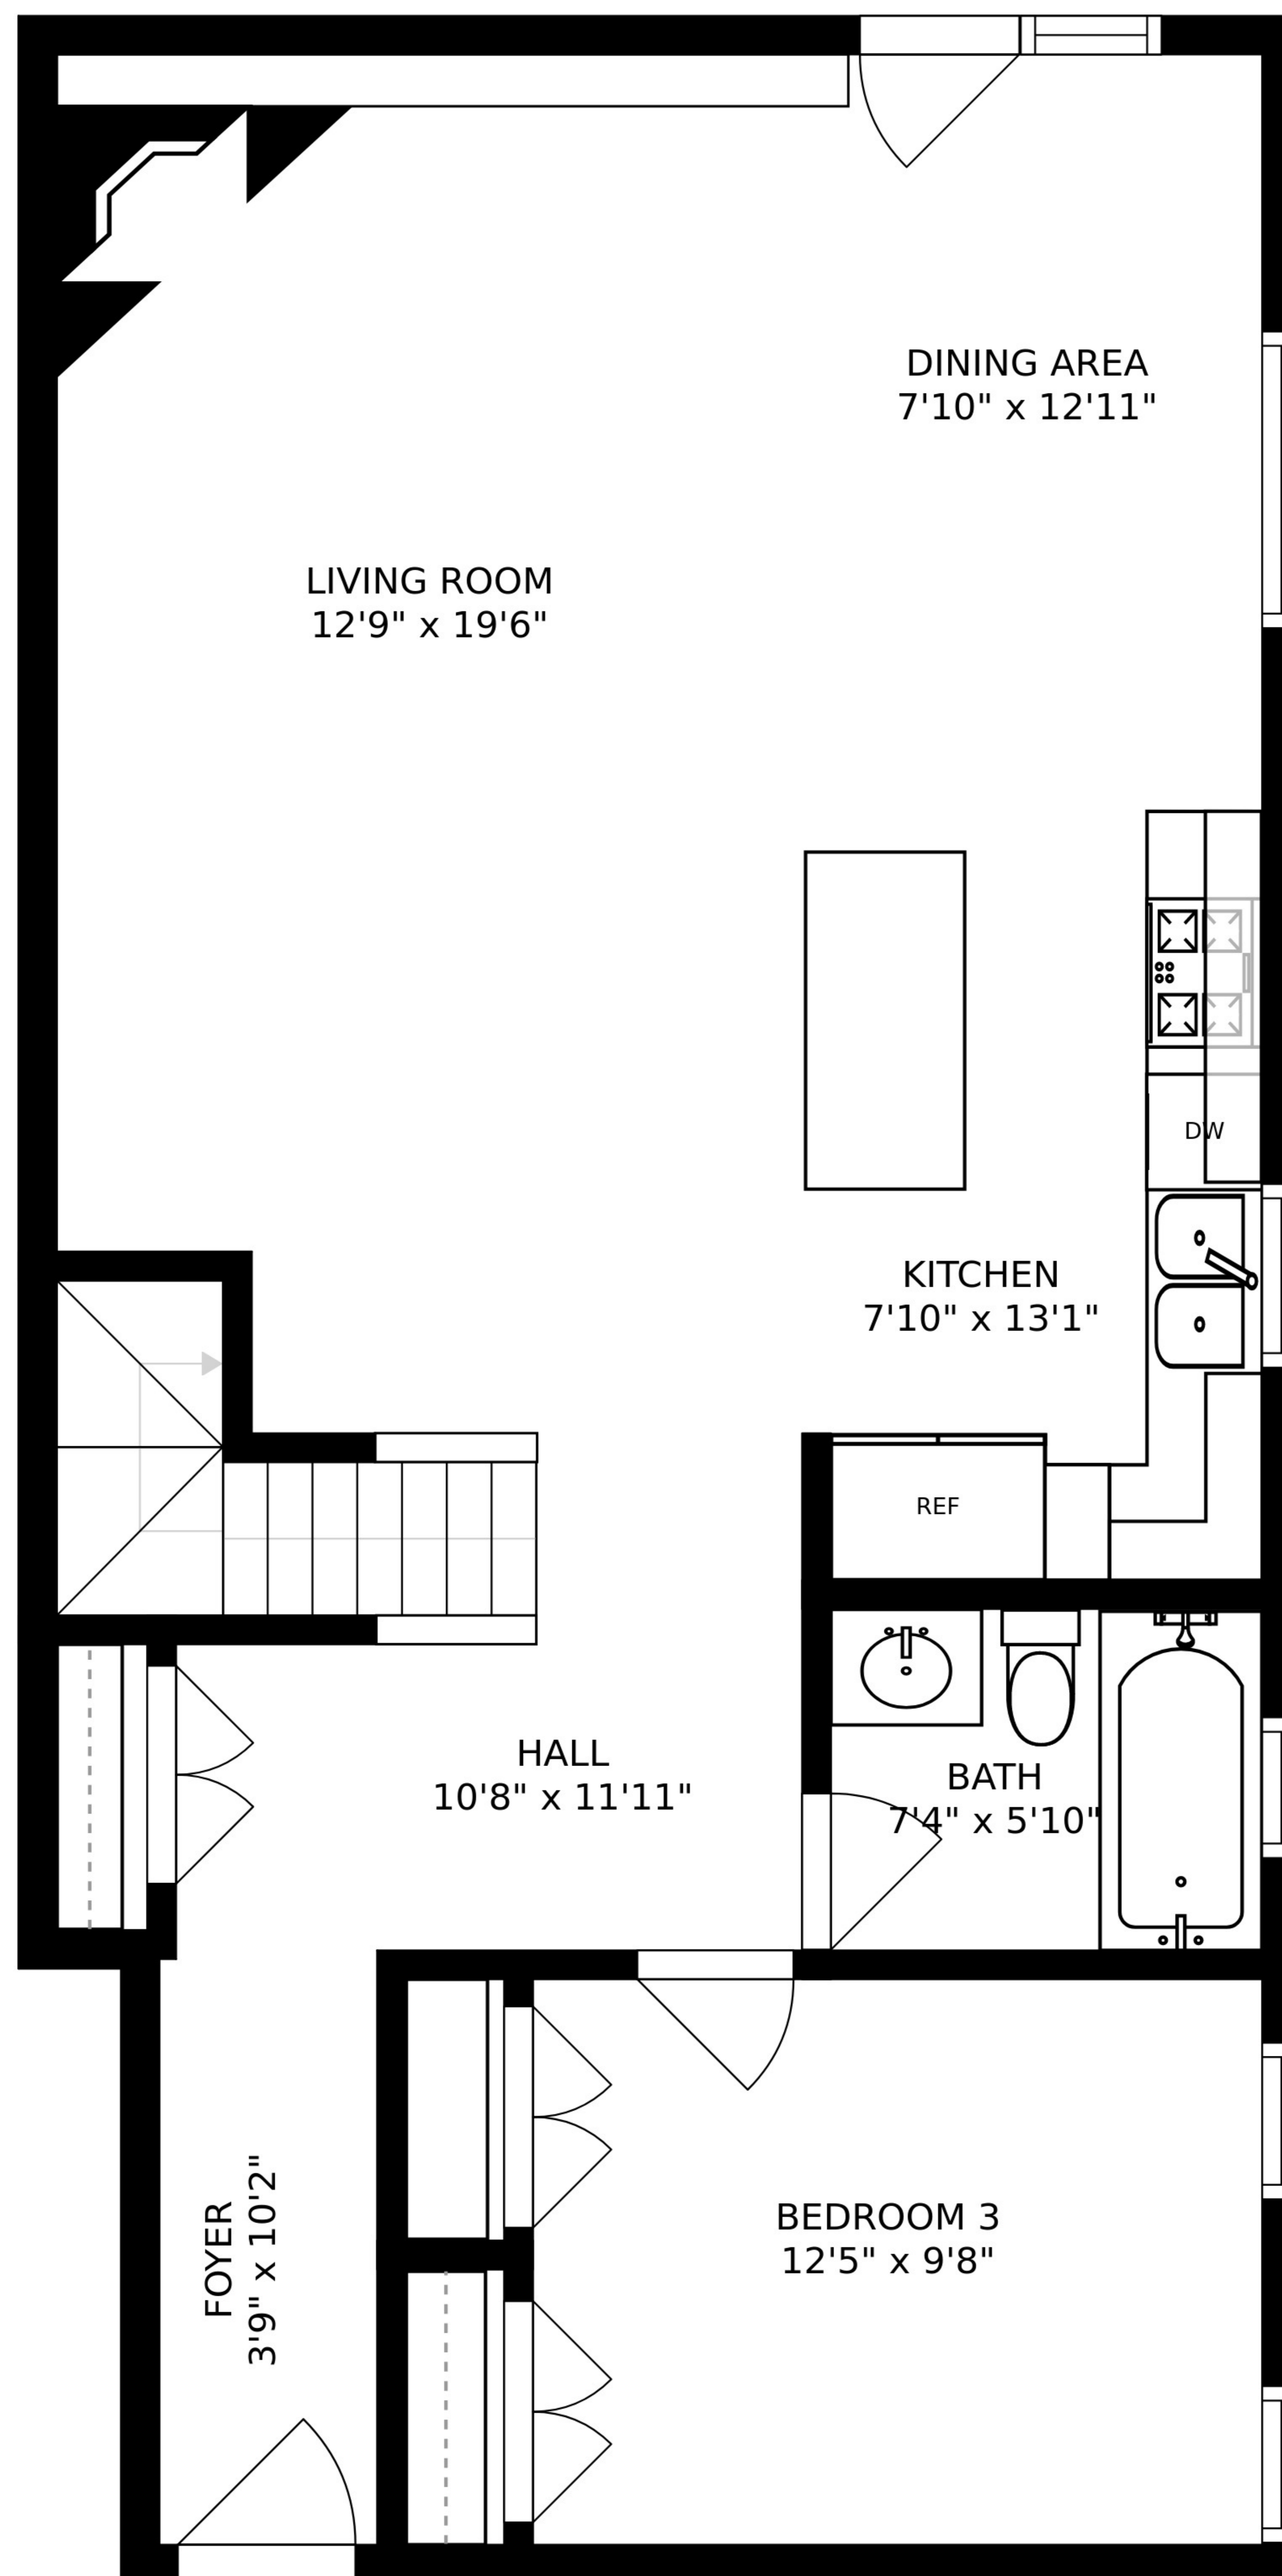 DINING AREA
7'10" x 12'11"
LIVING ROOM
12'9" x 19'6"
DW
KITCHEN
7'10" x 13'1"
REF
HALL
10'8" x 11'11"
BATH
7'4" x 5'10"
FOYER
3'9" x 10'2"
BEDROOM 3
12'5" x 9'8"